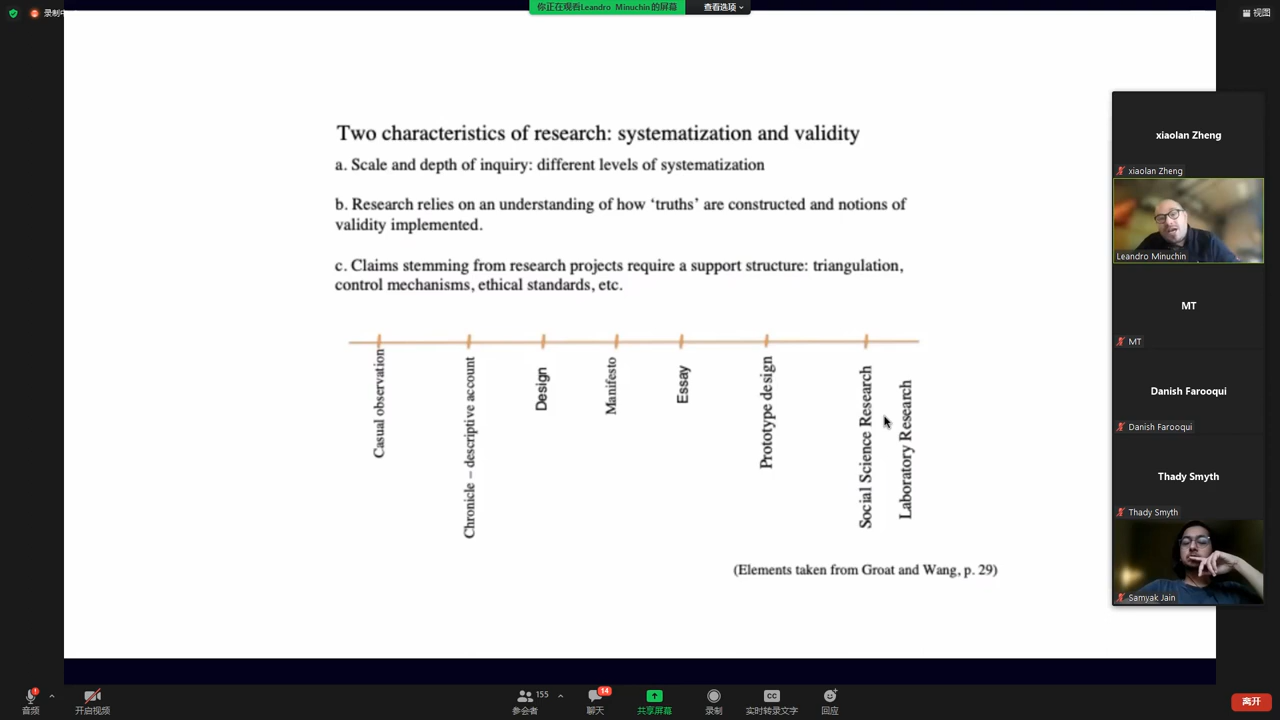 录制中
你正在观看Leandro Minuchin的屏幕
查看选项
视图
Two characteristics of research: systematization and validity
a. Scale and depth of inquiry: different levels of systematization
b. Research relies on an understanding of how ‘truths’ are constructed and notions of
validity implemented.
c. Claims stemming from research projects require a support structure: triangulation,
control mechanisms, ethical standards, etc.
Casual observation
Chronicle – descriptive account
Design
Manifesto
Essay
Prototype design
Social Science Research
Laboratory Research
(Elements taken from Groat and Wang, p. 29)
xiaolan Zheng
xiaolan Zheng
Leandro Minuchin
MT
MT
Danish Farooqui
Danish Farooqui
Thady Smyth
Thady Smyth
Samyak Jain
音频
开启视频
155
参会者
14
聊天
共享屏幕
录制
CC
实时转录文字
回应
离开